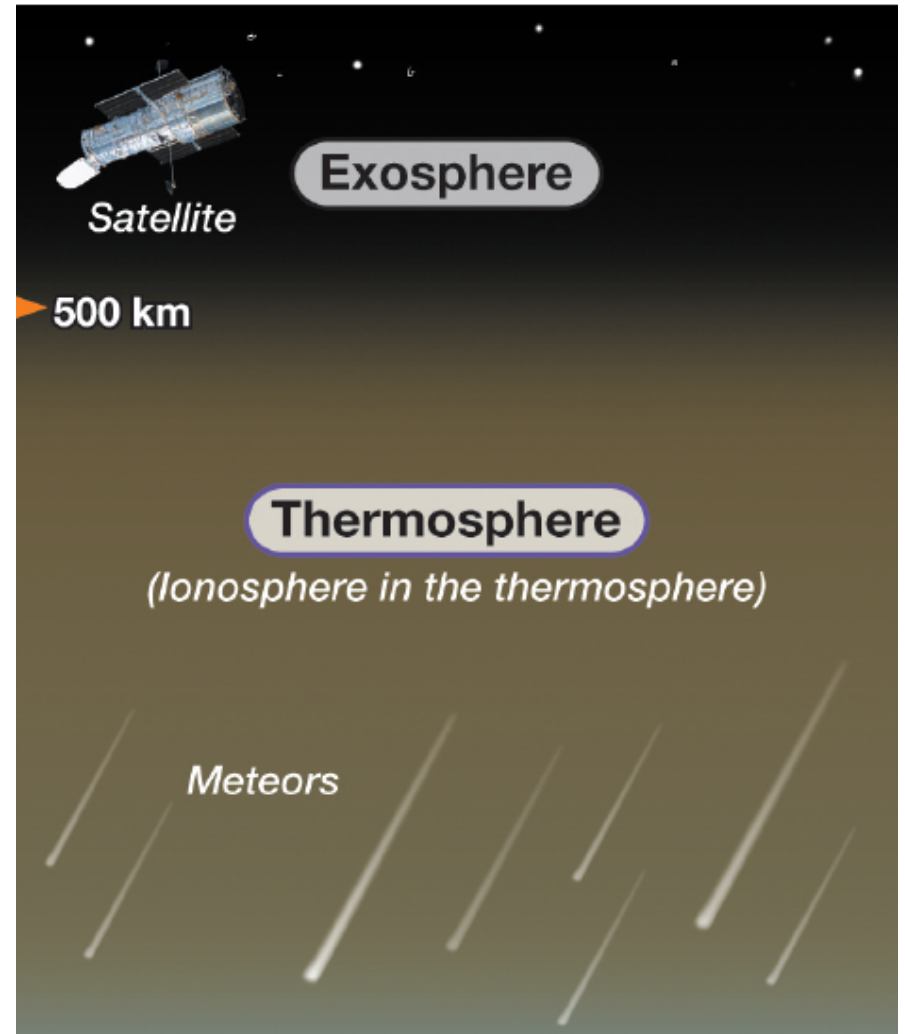 Exosphere
Satellite
500 km
Thermosphere
(Ionosphere in the thermosphere)
Meteors